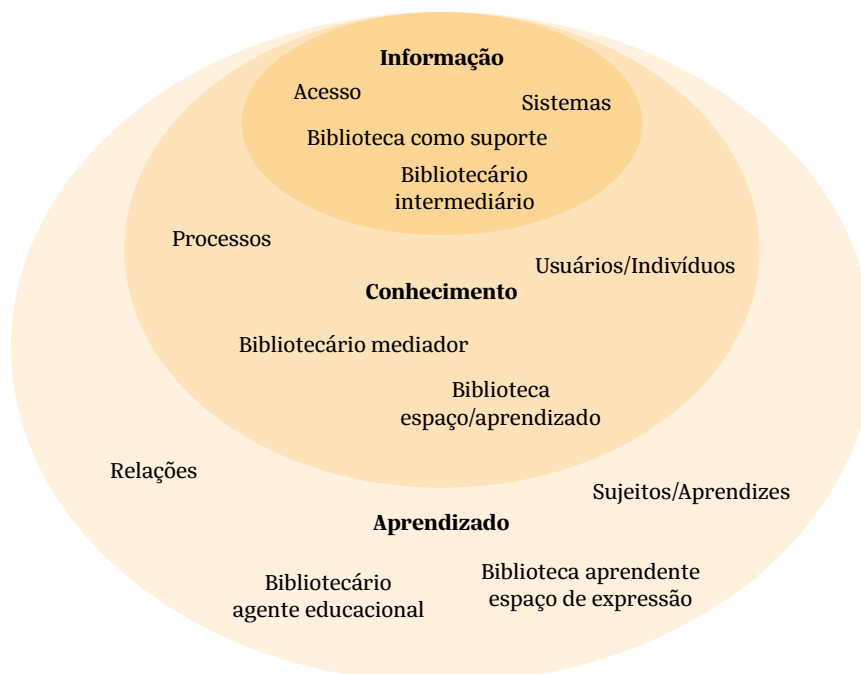 Informação
Acesso
Sistemas
Biblioteca como suporte
Bibliotecário
intermediário
Processos
Usuários/Indivíduos
Conhecimento
Bibliotecário mediador
Biblioteca
espaço/aprendizado
Relações
Sujeitos/Aprendizes
Aprendizado
Bibliotecário
agente educacional
Biblioteca aprendente
espaço de expressão